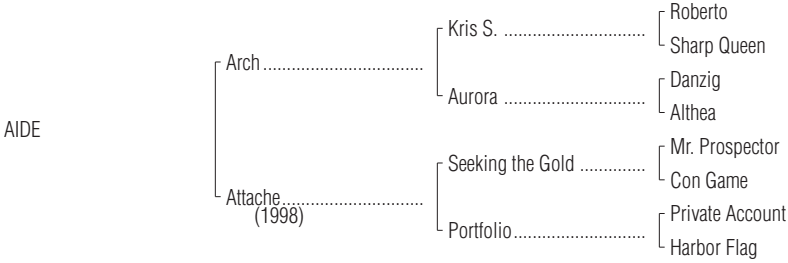 Roberto
Kris S. ..............................
Sharp Queen
Arch ..................................
Danzig
Aurora ..............................
Althea
AIDE
Mr. Prospector
Seeking the Gold ..............
Con Game
Attache..............................
(1998)
Private Account
Portfolio............................
Harbor Flag